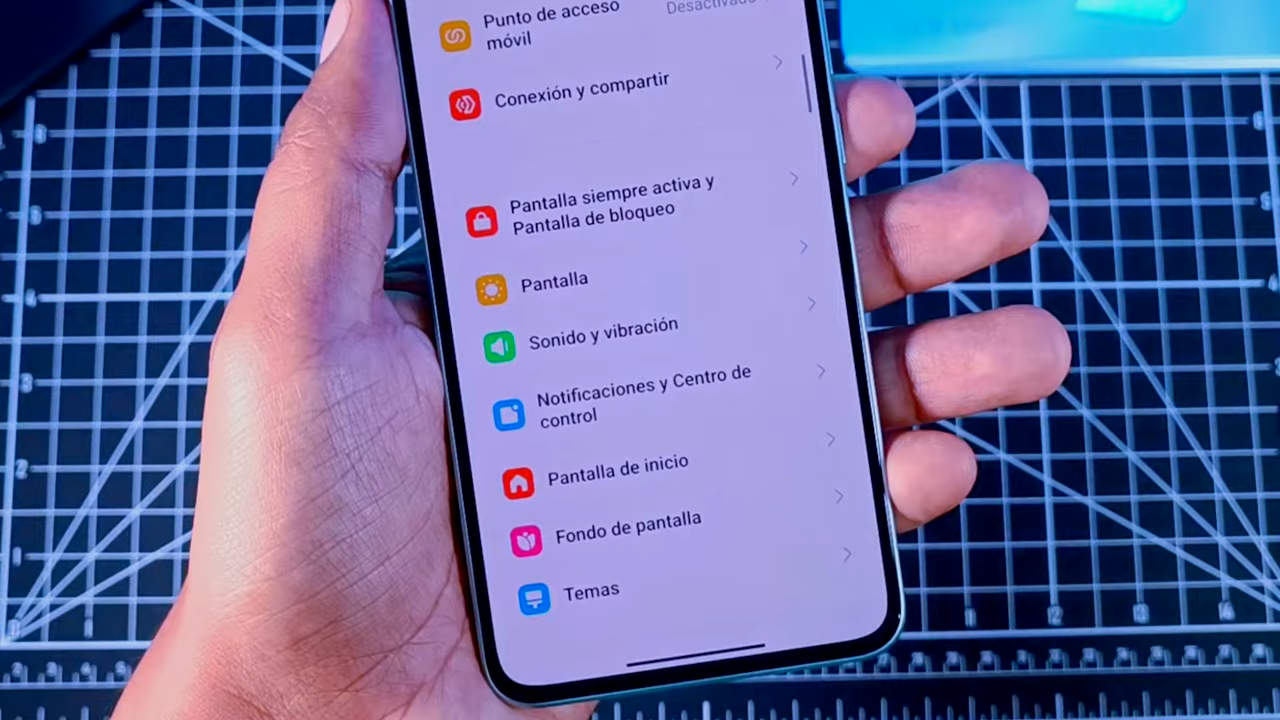 Punto de acceso
móvil
Desactivado
Conexión y compartir
Pantalla siempre activa y
Pantalla de bloqueo
Pantalla
Sonido y vibración
Notificaciones y Centro de
control
Pantalla de inicio
Fondo de pantalla
Temas